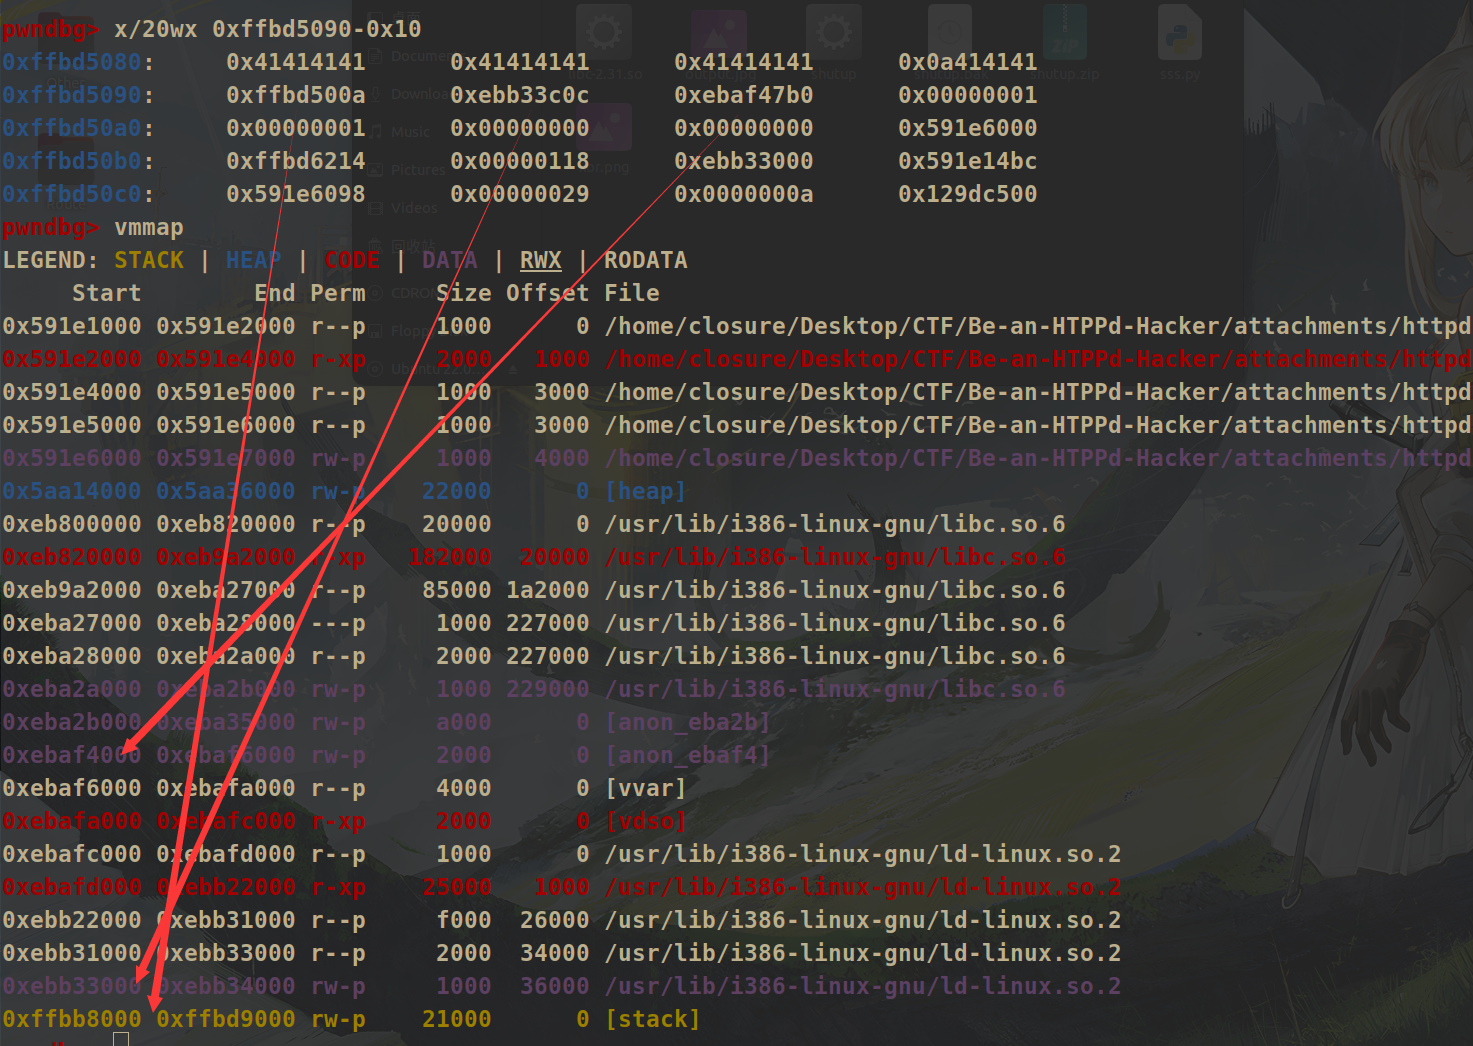 pwndbg> x/20wx 0xffbd5090-0x10
0xffbd5080: 0x41414141 0x41414141 0x41414141 0x0a414141
0xffbd5090: 0xffbd500a 0xebb33c0c 0xebaf47b0 0x00000001
0xffbd50a0: 0x00000001 0x00000000 0x00000000 0x591e6000
0xffbd50b0: 0xffbd6214 0x00000118 0xebb33000 0x591e14bc
0xffbd50c0: 0x591e6098 0x00000029 0x0000000a 0x129dc500
pwndbg> vmmap
LEGEND: STACK | HEAP | CODE | DATA | RWX | RODATA
Start End Perm Size Offset File
0x591e1000 0x591e2000 r--p 1000 0 /home/closure/Desktop/CTF/Be-an-HTPPd-Hacker/attachments/httpd
0x591e2000 0x591e4000 r-xp 2000 1000 /home/closure/Desktop/CTF/Be-an-HTPPd-Hacker/attachments/httpd
0x591e4000 0x591e5000 r--p 1000 3000 /home/closure/Desktop/CTF/Be-an-HTPPd-Hacker/attachments/httpd
0x591e5000 0x591e6000 r--p 1000 3000 /home/closure/Desktop/CTF/Be-an-HTPPd-Hacker/attachments/httpd
0x591e6000 0x591e7000 rw-p 1000 4000 /home/closure/Desktop/CTF/Be-an-HTPPd-Hacker/attachments/httpd
0x5aa14000 0x5aa36000 rw-p 22000 0 [heap]
0xeb800000 0xeb820000 r--p 20000 0 /usr/lib/i386-linux-gnu/libc.so.6
0xeb820000 0xeb9a2000 r-xp 182000 20000 /usr/lib/i386-linux-gnu/libc.so.6
0xeb9a2000 0xeba27000 r--p 85000 1a2000 /usr/lib/i386-linux-gnu/libc.so.6
0xeba27000 0xeba28000 ---p 1000 227000 /usr/lib/i386-linux-gnu/libc.so.6
0xeba28000 0xeba2a000 r--p 2000 227000 /usr/lib/i386-linux-gnu/libc.so.6
0xeba2a000 0xeba2b000 rw-p 1000 229000 /usr/lib/i386-linux-gnu/libc.so.6
0xeba2b000 0xeba35000 rw-p a000 0 [anon_eba2b]
0xebaf4000 0xebaf6000 rw-p 2000 0 [anon_ebaf4]
0xebaf6000 0xebafa000 r--p 4000 0 [vvar]
0xebafa000 0xebafc000 r-xp 2000 0 [vdso]
0xebafc000 0xebafd000 r--p 1000 0 /usr/lib/i386-linux-gnu/ld-linux.so.2
0xebafd000 0xebb22000 r-xp 25000 1000 /usr/lib/i386-linux-gnu/ld-linux.so.2
0xebb22000 0xebb31000 r--p f000 26000 /usr/lib/i386-linux-gnu/ld-linux.so.2
0xebb31000 0xebb33000 r--p 2000 34000 /usr/lib/i386-linux-gnu/ld-linux.so.2
0xebb33000 0xebb34000 rw-p 1000 36000 /usr/lib/i386-linux-gnu/ld-linux.so.2
0xffbb8000 0xffbd9000 rw-p 21000 0 [stack]